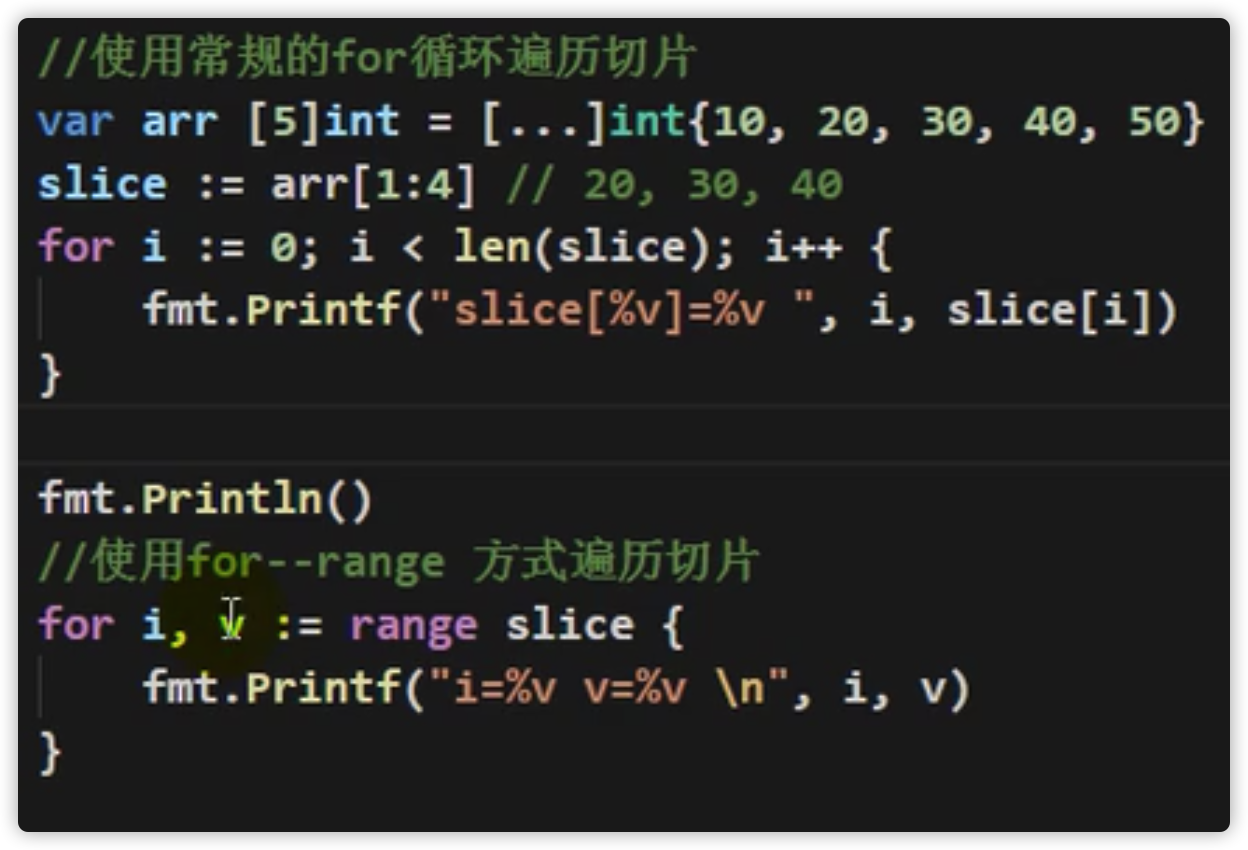 //使用常规的for循环遍历切片
var arr [5]int = [...]int{10, 20, 30, 40, 50}
slice := arr[1:4] // 20, 30, 40
for i := 0; i < len(slice); i++ {
    fmt.Printf("slice[%v]=%v ", i, slice[i])
}
fmt.Println()
//使用for--range 方式遍历切片
for i, v := range slice {
    fmt.Printf("i=%v v=%v \n", i, v)
}